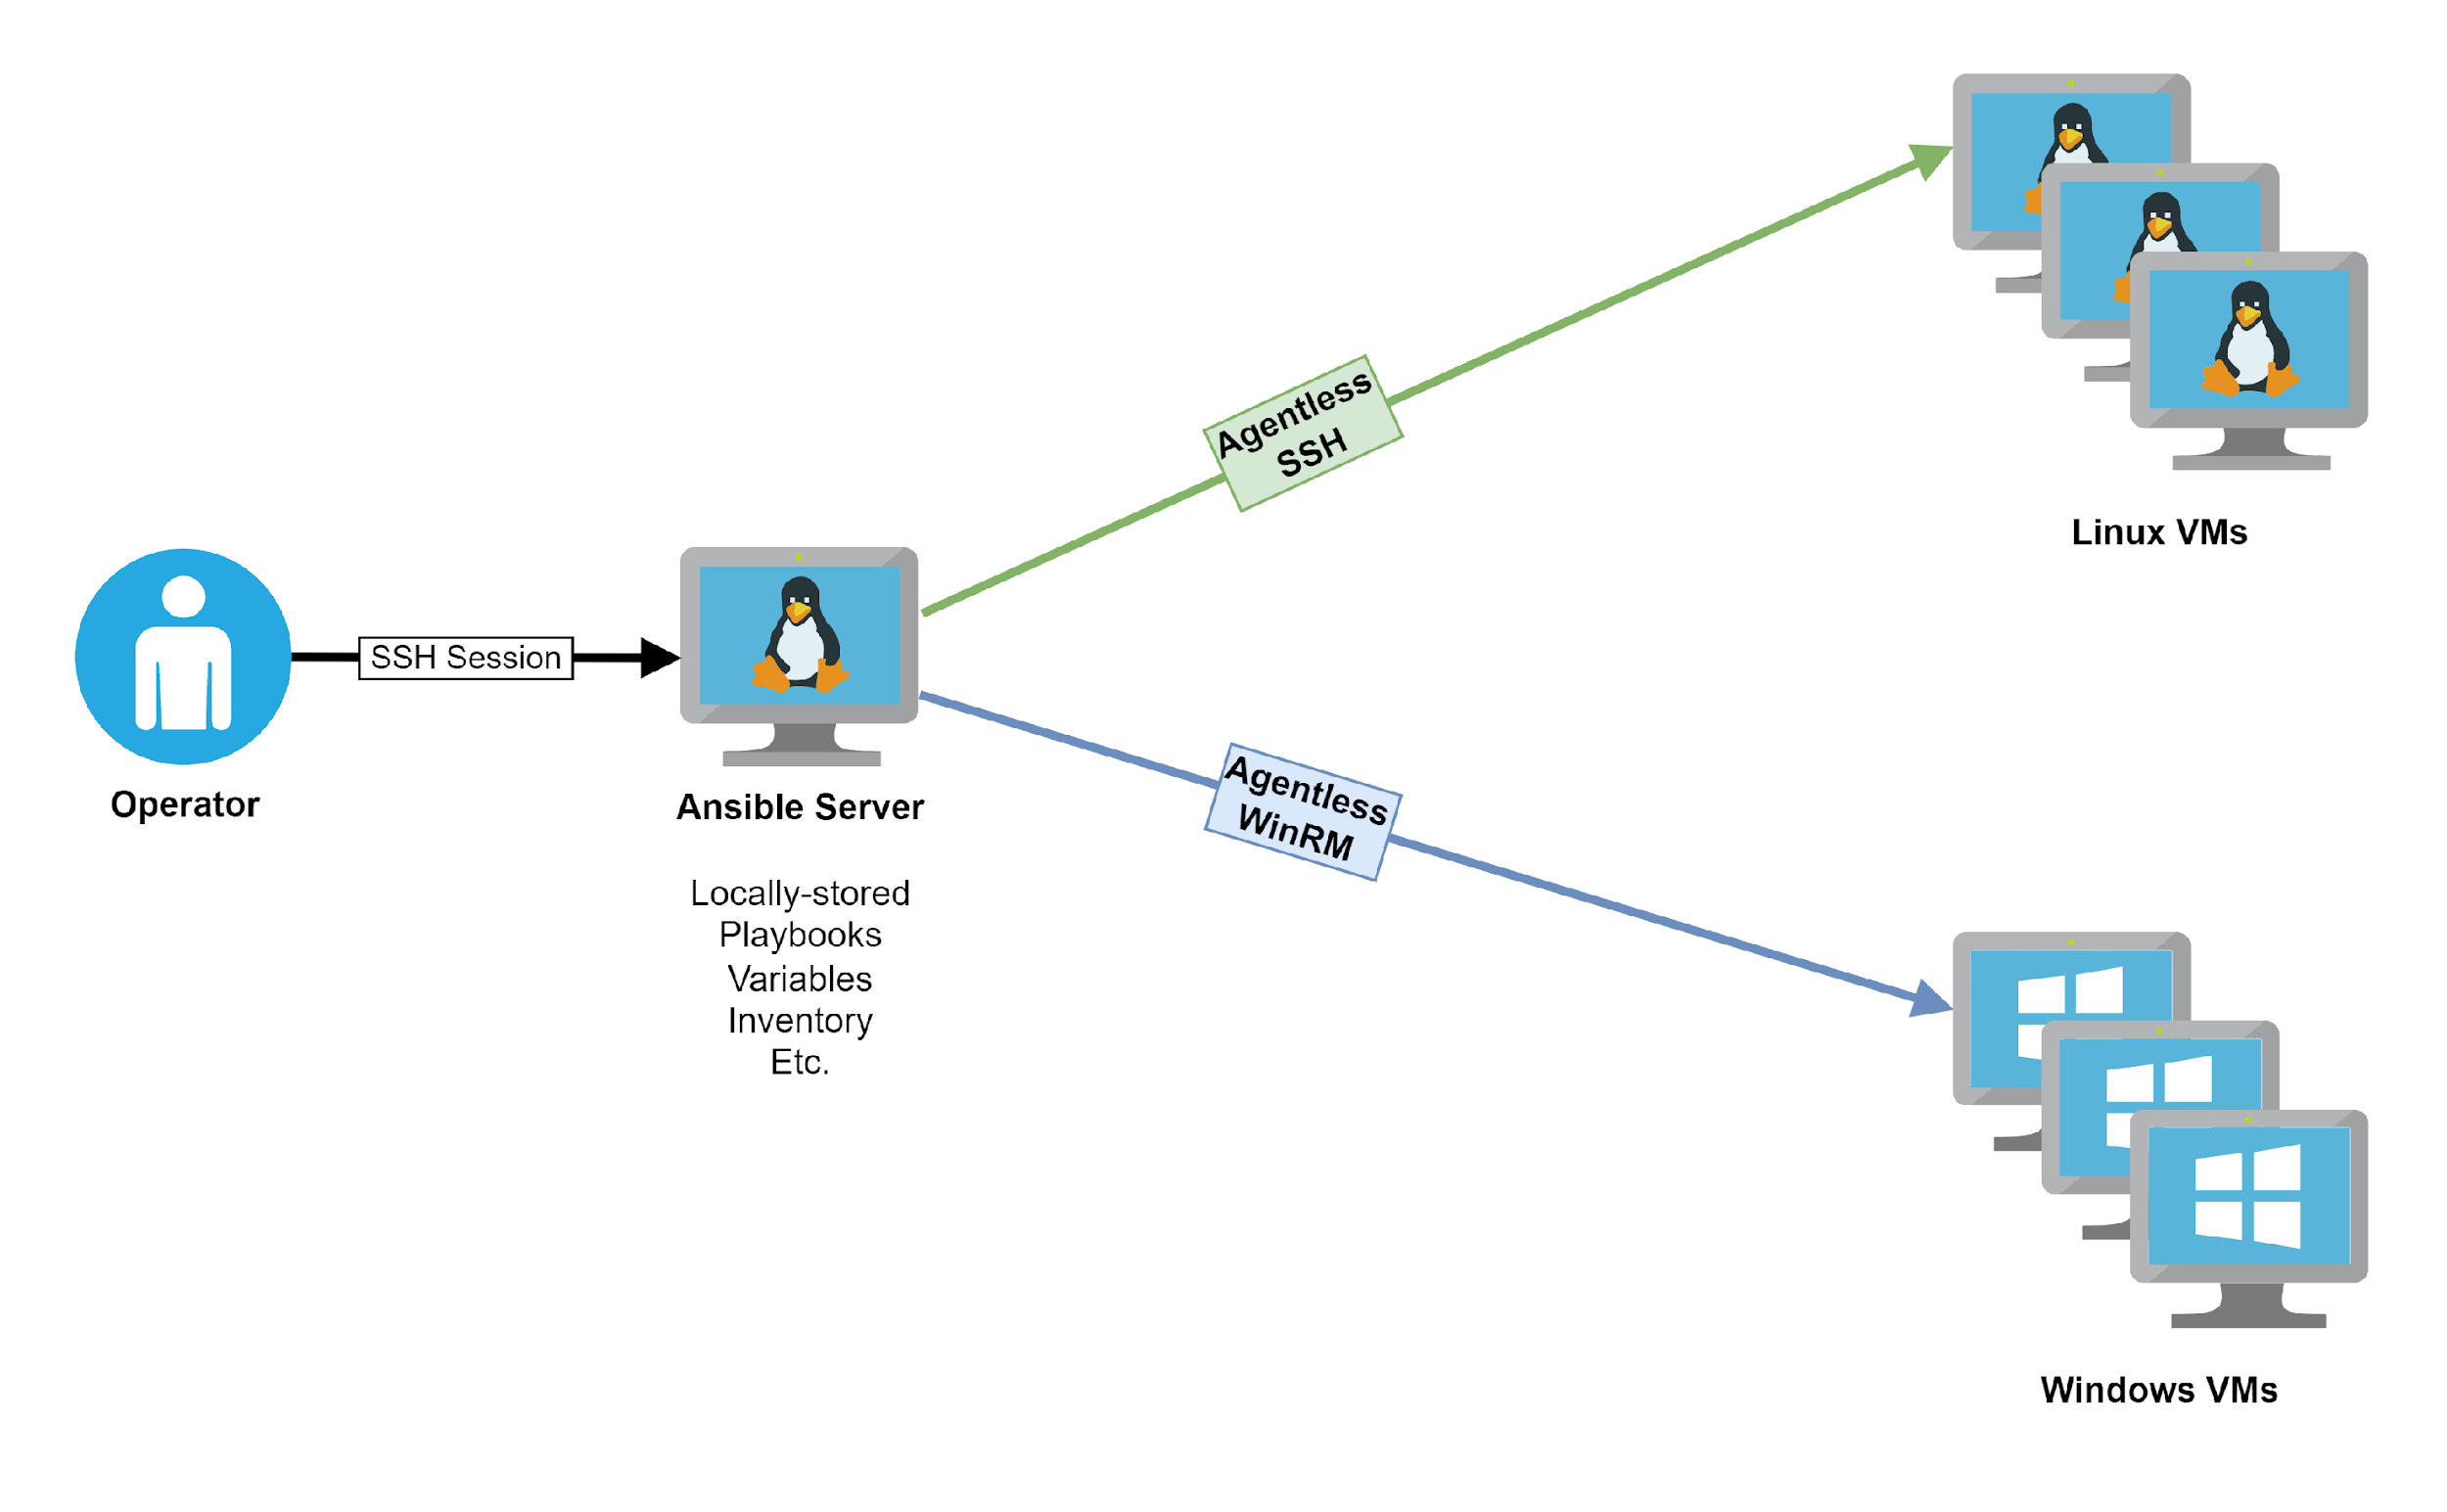 Agentless
SSH
Linux VMs
SSH Session
Operator
Ansible Server
Locally-stored
Playbooks
Variables
Inventory
Etc.
Agentless
WinRM
Windows VMs